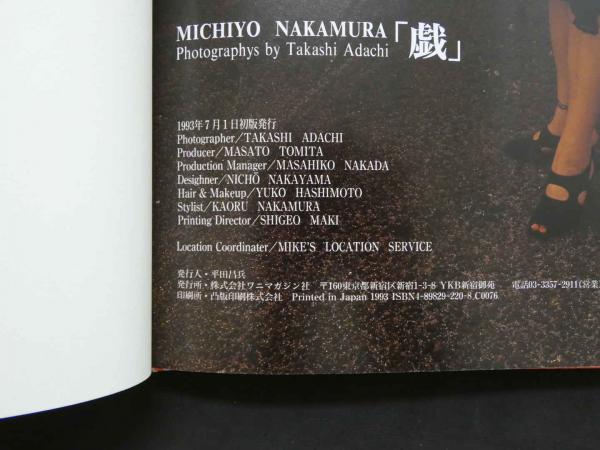 MICHIYO NAKAMURA「戯」
Photographys by Takashi Adachi
1993年7月1日初版発行
Photographer／TAKASHI ADACHI
Producer／MASATO TOMITA
Production Manager／MASAHIKO NAKADA
Desighner／NICHO NAKAYAMA
Hair & Makeup／YUKO HASHIMOTO
Stylist／KAORU NAKAMURA
Printing Director／SHIGEO MAKI
Location Coordinater／MIKE'S LOCATION SERVICE
発行人・平田昌兵
発行所・株式会社ワニマガジン社 〒160東京都新宿区新宿1-3-8 YKB新宿御苑 電話03-3357-2911(営業
印刷所・凸版印刷株式会社 Printed in Japan 1993 ISBN4-89829-220-8 C0076